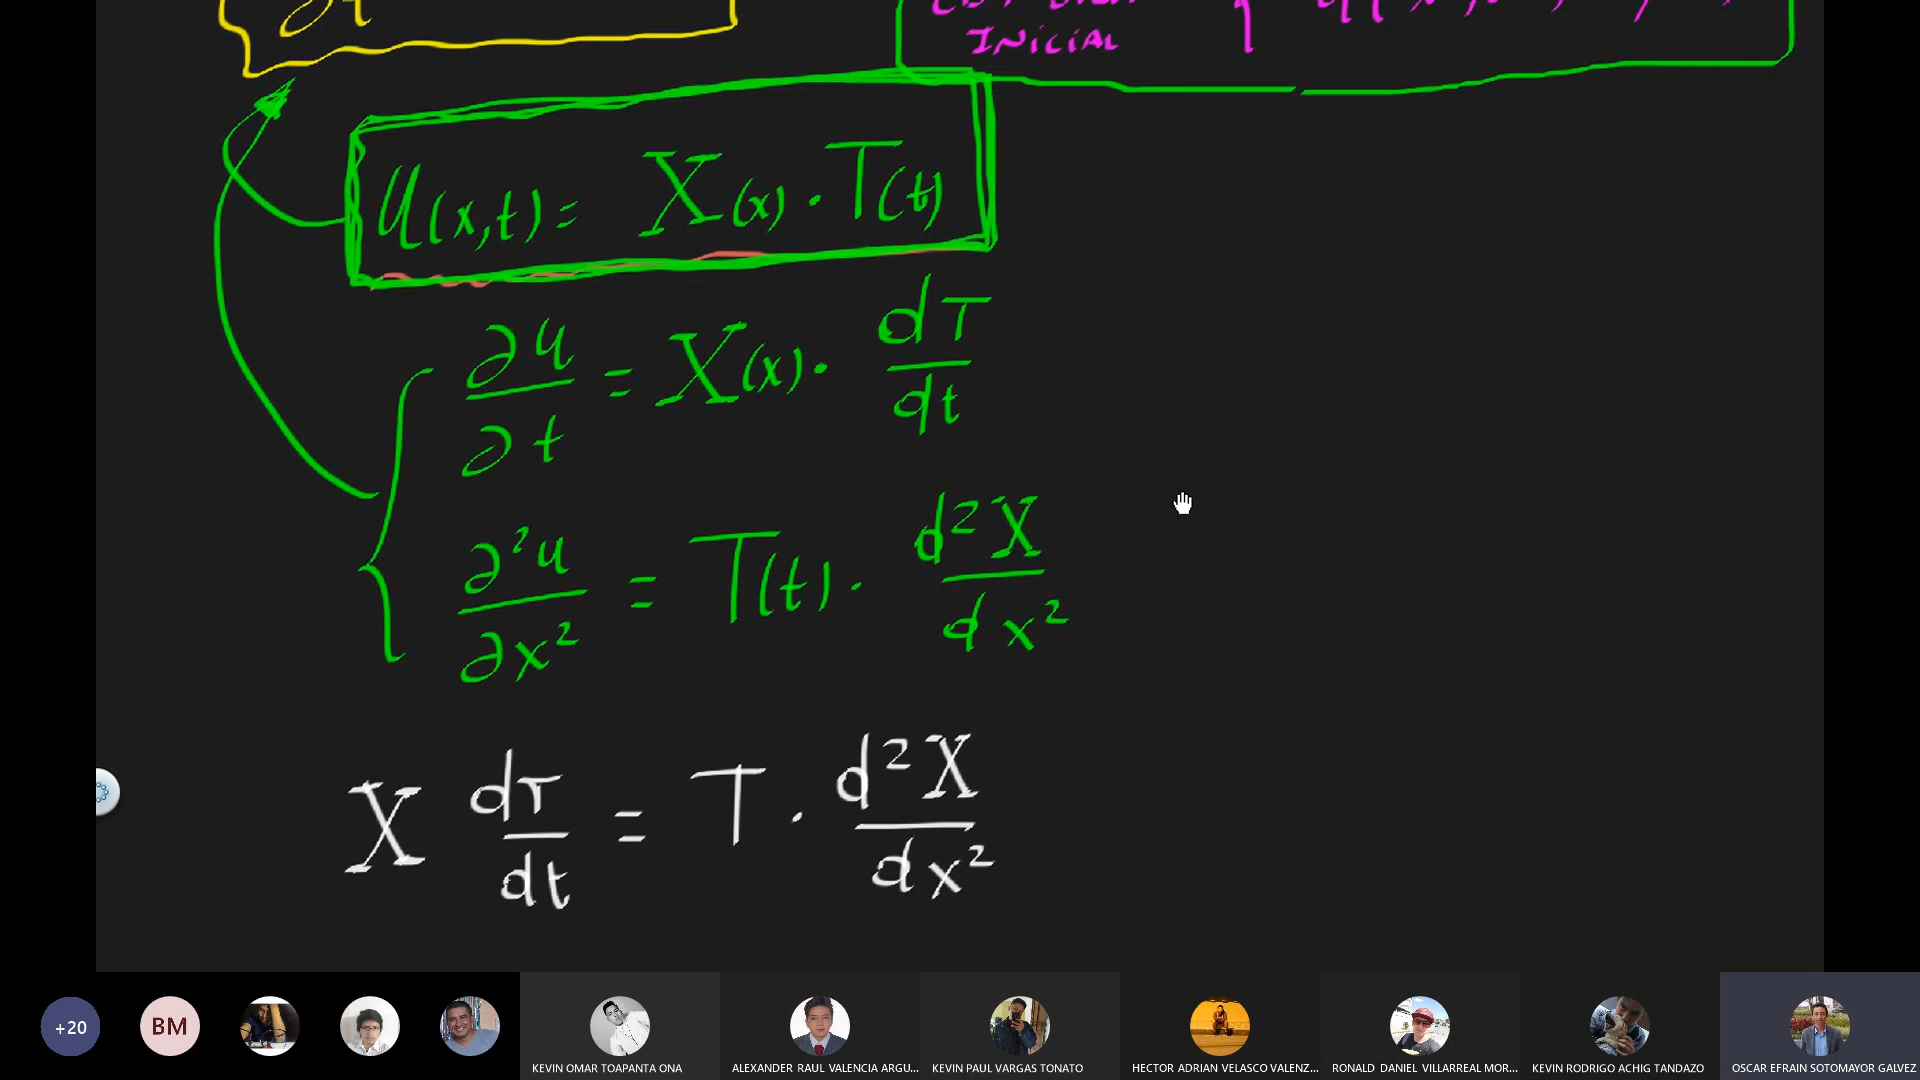 ∂t
INICIAL
U(x,t) = X(x) · T(t)
∂u/∂t = X(x) · dT/dt
∂²u/∂x² = T(t) · d²X/dx²
X dT/dt = T · d²X/dx²
+20
BM
KEVIN OMAR TOAPANTA ONA
ALEXANDER RAUL VALENCIA ARGU...
KEVIN PAUL VARGAS TONATO
HECTOR ADRIAN VELASCO VALENZ...
RONALD DANIEL VILLARREAL MOR...
KEVIN RODRIGO ACHIG TANDAZO
OSCAR EFRAIN SOTOMAYOR GALVEZ